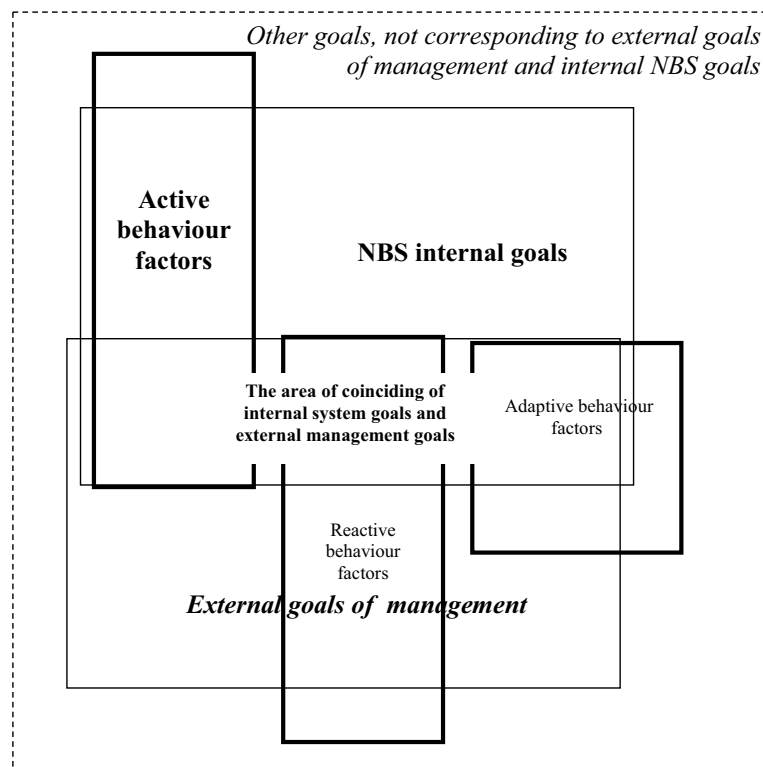 Other goals, not corresponding to external goals
of management and internal NBS goals
Active
behaviour
factors
NBS internal goals
The area of coinciding of
internal system goals and
external management goals
Adaptive behaviour
factors
Reactive
behaviour
factors
External goals of management